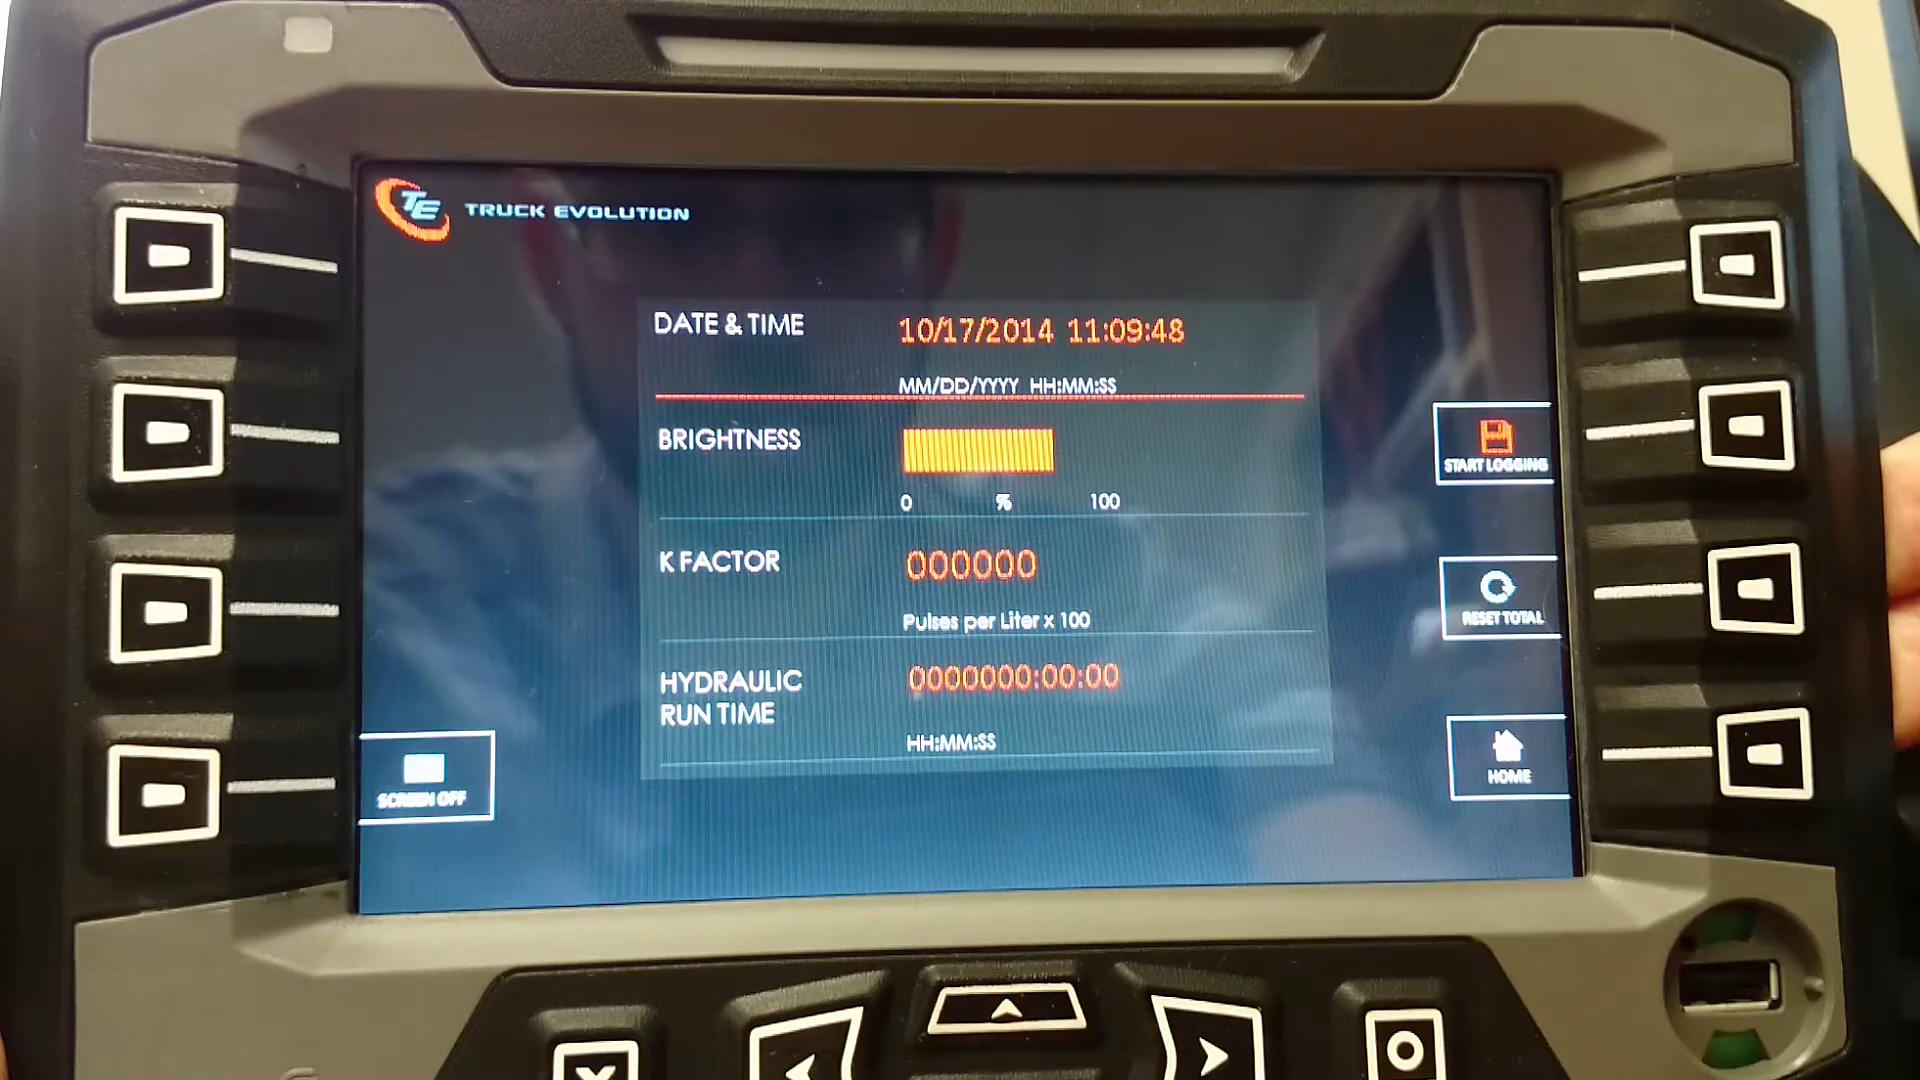 TE TRUCK EVOLUTION
DATE & TIME 10/17/2014 11:09:48
MM/DD/YYYY HH:MM:SS
BRIGHTNESS
0 % 100
K FACTOR 000000
Pulses per Liter x 100
HYDRAULIC RUN TIME 0000000:00:00
HH:MM:SS
START LOGGING
RESET TOTAL
HOME
SCREEN OFF